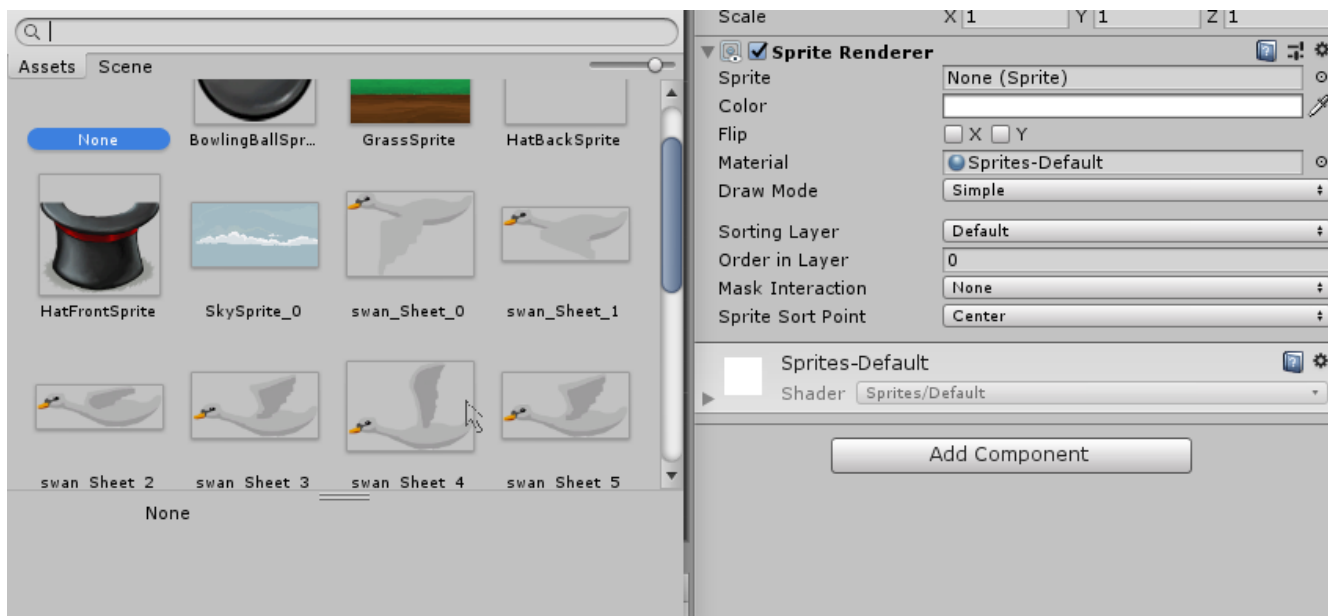 Assets Scene
None BowlingBallSpr... GrassSprite HatBackSprite
HatFrontSprite SkySprite_0 swan_Sheet_0 swan_Sheet_1
swan_Sheet_2 swan_Sheet_3 swan_Sheet_4 swan_Sheet_5
None
Scale X 1 Y 1 Z 1
Sprite Renderer
Sprite None (Sprite)
Color
Flip X Y
Material Sprites-Default
Draw Mode Simple
Sorting Layer Default
Order in Layer 0
Mask Interaction None
Sprite Sort Point Center
Sprites-Default
Shader Sprites/Default
Add Component